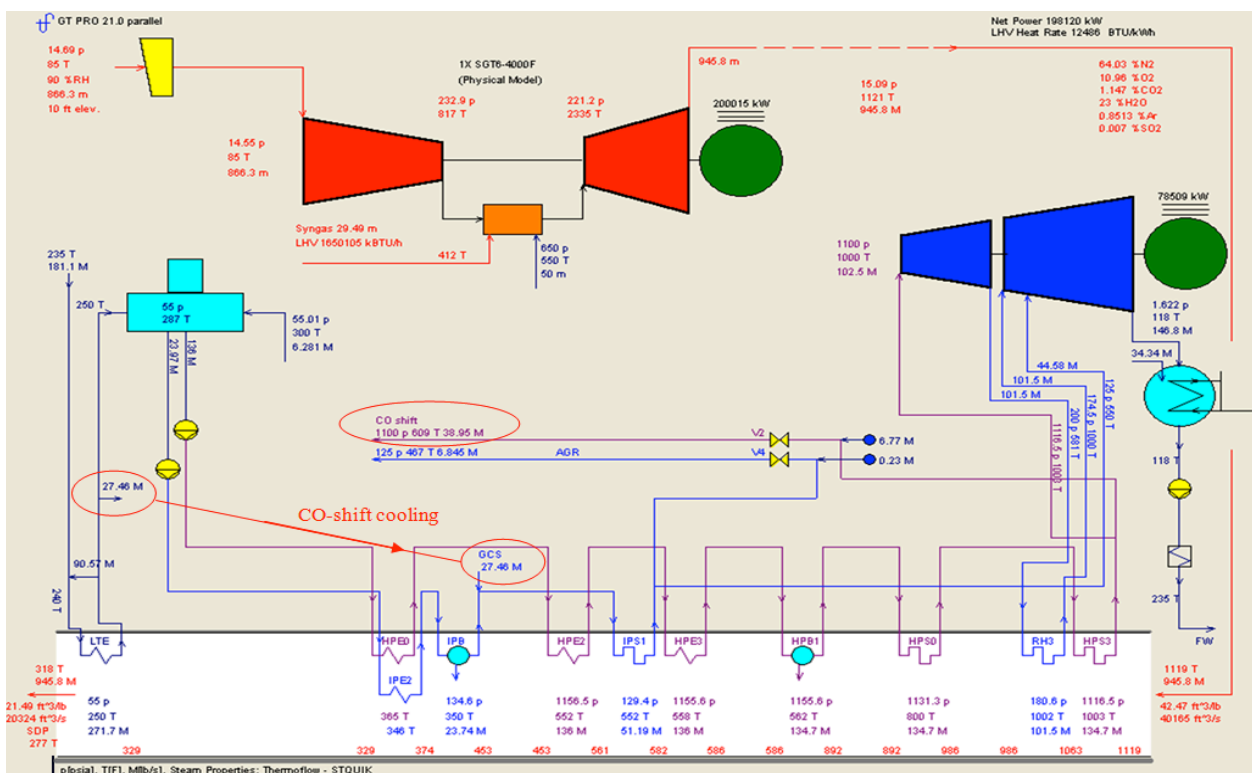 GT PRO 21.0 parallel
Net Power 198120 kW
LHV Heat Rate 12486 BTU/kWh
14.69 p
85 T
90 %RH
866.3 m
10 ft elev.
1X SGT6-4000F
(Physical Model)
945.8 m
15.09 p
1121 T
945.8 M
64.03 %N2
10.96 %O2
1.147 %CO2
23 %H2O
0.8513 %Ar
0.007 %SO2
232.9 p
817 T
221.2 p
2335 T
200015 kW
14.55 p
85 T
866.3 m
Syngas 29.49 m
LHV 1650105 kBTU/h
412 T
650 p
550 T
50 m
1100 p
1000 T
102.5 M
78509 kW
235 T
181.1 M
250 T
55 p
287 T
55.01 p
300 T
6.281 M
23.97 M
136 M
1.622 p
118 T
146.8 M
34.34 M
44.58 M
101.5 M
101.5 M
125 p 550 T
174.5 p 1000 T
200 p 681 T
1116.5 p 1003 T
CO shift
1100 p 609 T 38.95 M
V2
6.77 M
125 p 467 T 6.845 M
AGR
V4
0.23 M
118 T
27.46 M
CO-shift cooling
GCS
27.46 M
90.57 M
240 T
235 T
FW
LTE
HPE0
IPB
HPE2
IPS1
HPE3
HPB1
HPS0
RH3
HPS3
IPE2
318 T
945.8 M
21.49 ft^3/lb
20324 ft^3/s
SDP
277 T
55 p
250 T
271.7 M
365 T
346 T
134.6 p
350 T
23.74 M
1156.5 p
552 T
136 M
129.4 p
552 T
51.19 M
1155.6 p
558 T
136 M
1155.6 p
562 T
134.7 M
1131.3 p
800 T
134.7 M
180.6 p
1002 T
101.5 M
1116.5 p
1003 T
134.7 M
1119 T
945.8 M
42.47 ft^3/lb
40165 ft^3/s
329 329 374 453 453 561 582 586 586 892 892 986 986 1063 1119
p[psia], T[F], M[lb/s], Steam Properties: Thermoflow - STQUIK